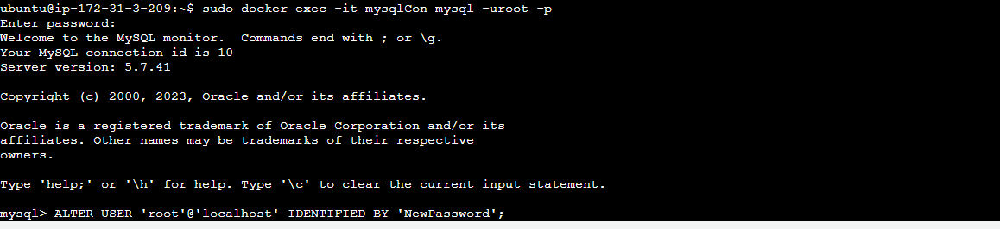 ubuntu@ip-172-31-3-209:~$ sudo docker exec -it mysqlCon mysql -uroot -p
Enter password:
Welcome to the MySQL monitor.  Commands end with ; or \g.
Your MySQL connection id is 10
Server version: 5.7.41
Copyright (c) 2000, 2023, Oracle and/or its affiliates.
Oracle is a registered trademark of Oracle Corporation and/or its
affiliates. Other names may be trademarks of their respective
owners.
Type 'help;' or '\h' for help. Type '\c' to clear the current input statement.
mysql> ALTER USER 'root'@'localhost' IDENTIFIED BY 'NewPassword';